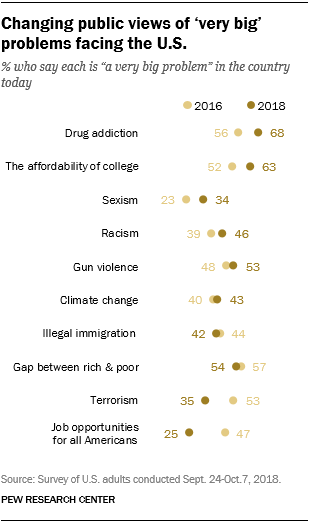 Changing public views of ‘very big’
problems facing the U.S.
% who say each is “a very big problem” in the country
today
2016 2018
Drug addiction 56 68
The affordability of college 52 63
Sexism 23 34
Racism 39 46
Gun violence 48 53
Climate change 40 43
Illegal immigration 42 44
Gap between rich & poor 54 57
Terrorism 35 53
Job opportunities
for all Americans 25 47
Source: Survey of U.S. adults conducted Sept. 24-Oct.7, 2018.
PEW RESEARCH CENTER